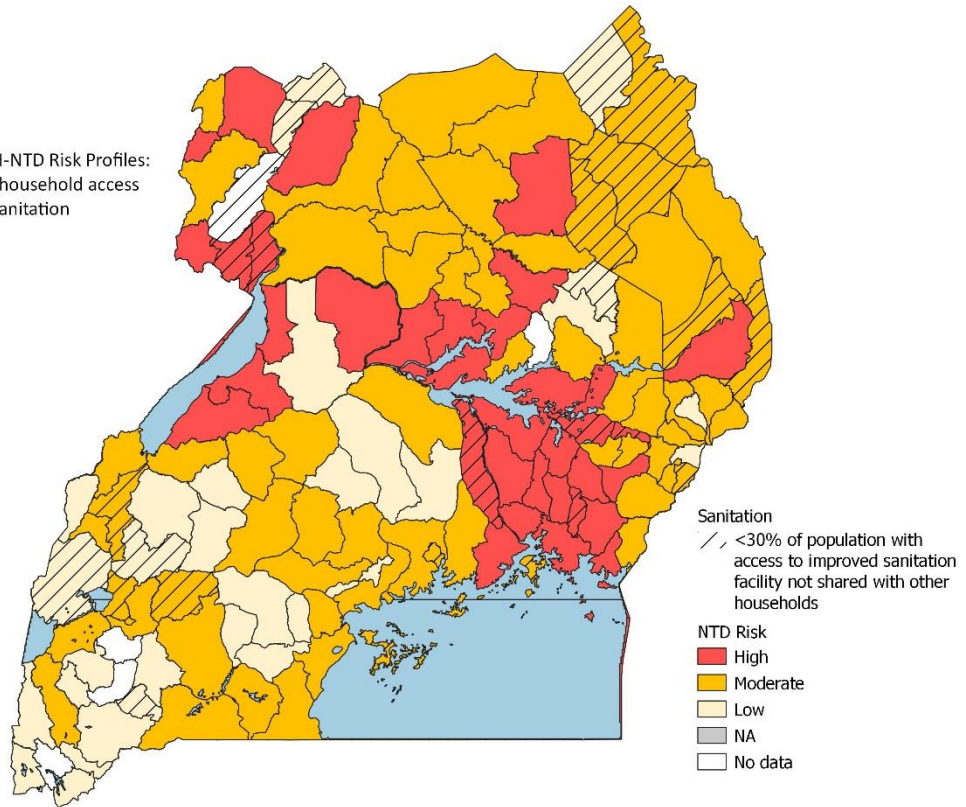 I-NTD Risk Profiles:
household access
anitation
Sanitation
<30% of population with
access to improved sanitation
facility not shared with other
households
NTD Risk
High
Moderate
Low
NA
No data